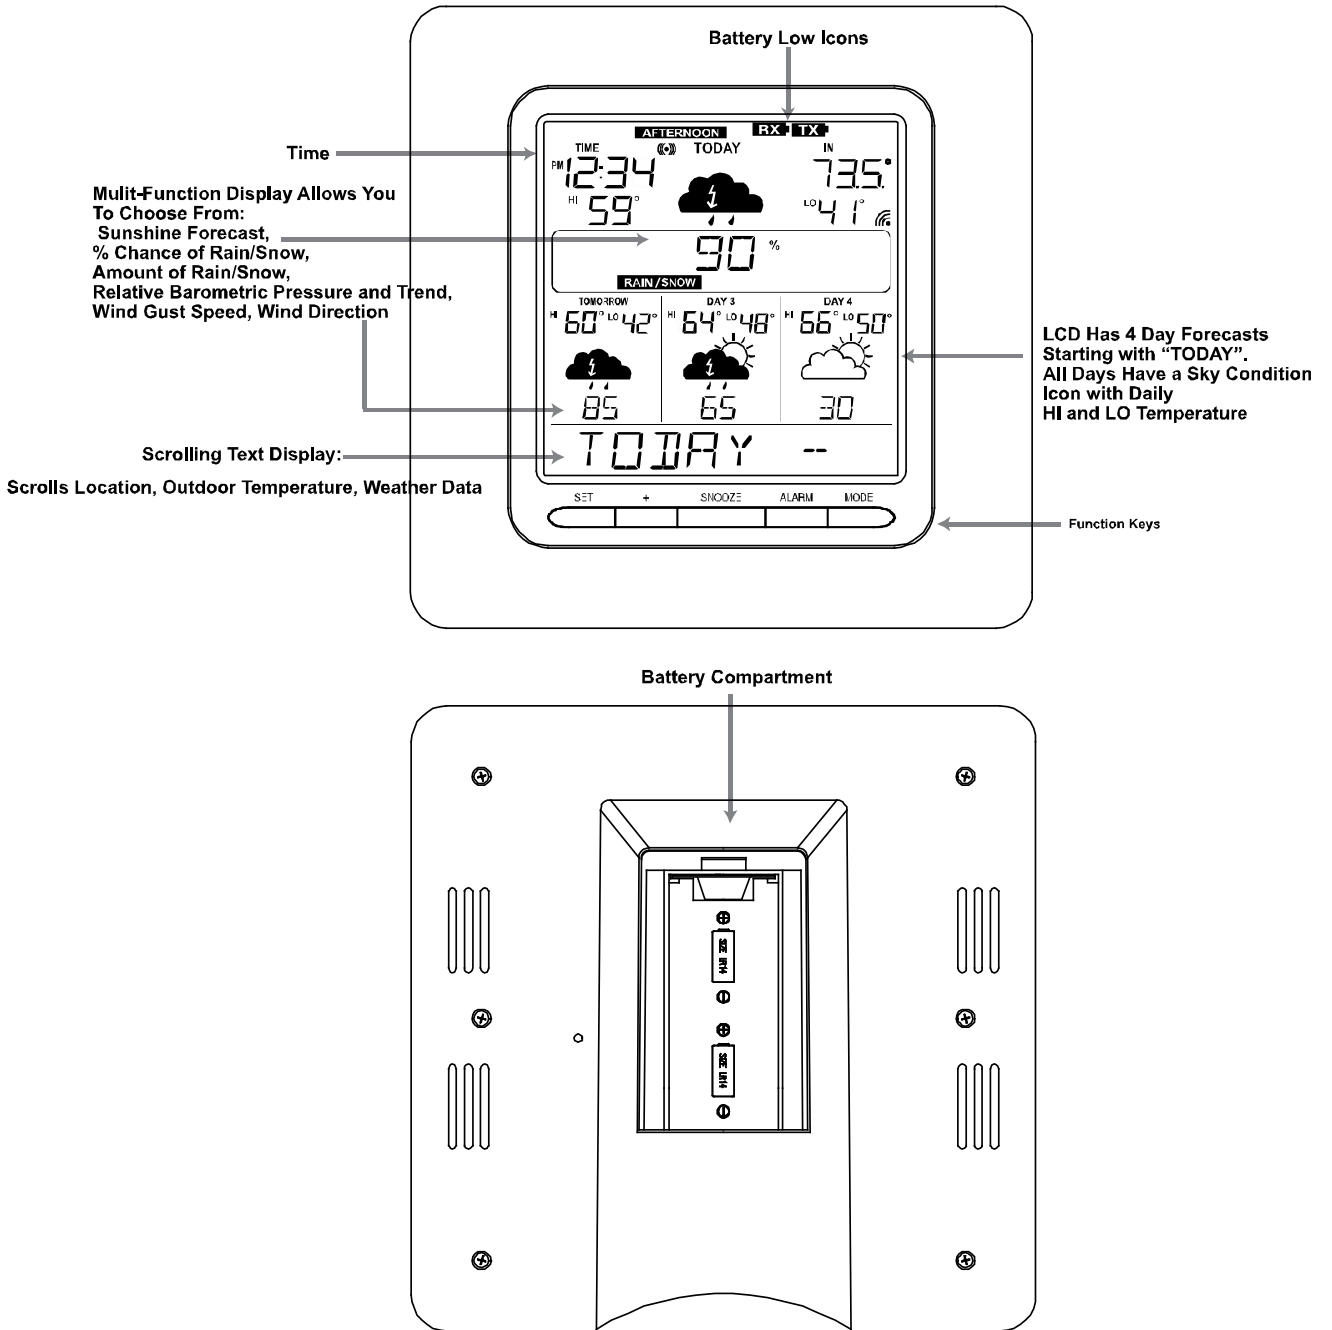 Battery Low Icons
AFTERNOON
RX TX
TIME
TODAY
IN
Time
PM 12:34
73.5°
HI 59°
LO 41°
Mulit-Function Display Allows You
To Choose From:
Sunshine Forecast,
% Chance of Rain/Snow,
Amount of Rain/Snow,
Relative Barometric Pressure and Trend,
Wind Gust Speed, Wind Direction
90 %
RAIN/SNOW
TOMORROW
DAY 3
DAY 4
HI 60° LO 42°
HI 64° LO 48°
HI 66° LO 50°
85
65
30
LCD Has 4 Day Forecasts
Starting with “TODAY”.
All Days Have a Sky Condition
Icon with Daily
HI and LO Temperature
Scrolling Text Display:
TODAY --
Scrolls Location, Outdoor Temperature, Weather Data
SET + SNOOZE ALARM MODE
Function Keys
Battery Compartment
SIZE LR14
SIZE LR14